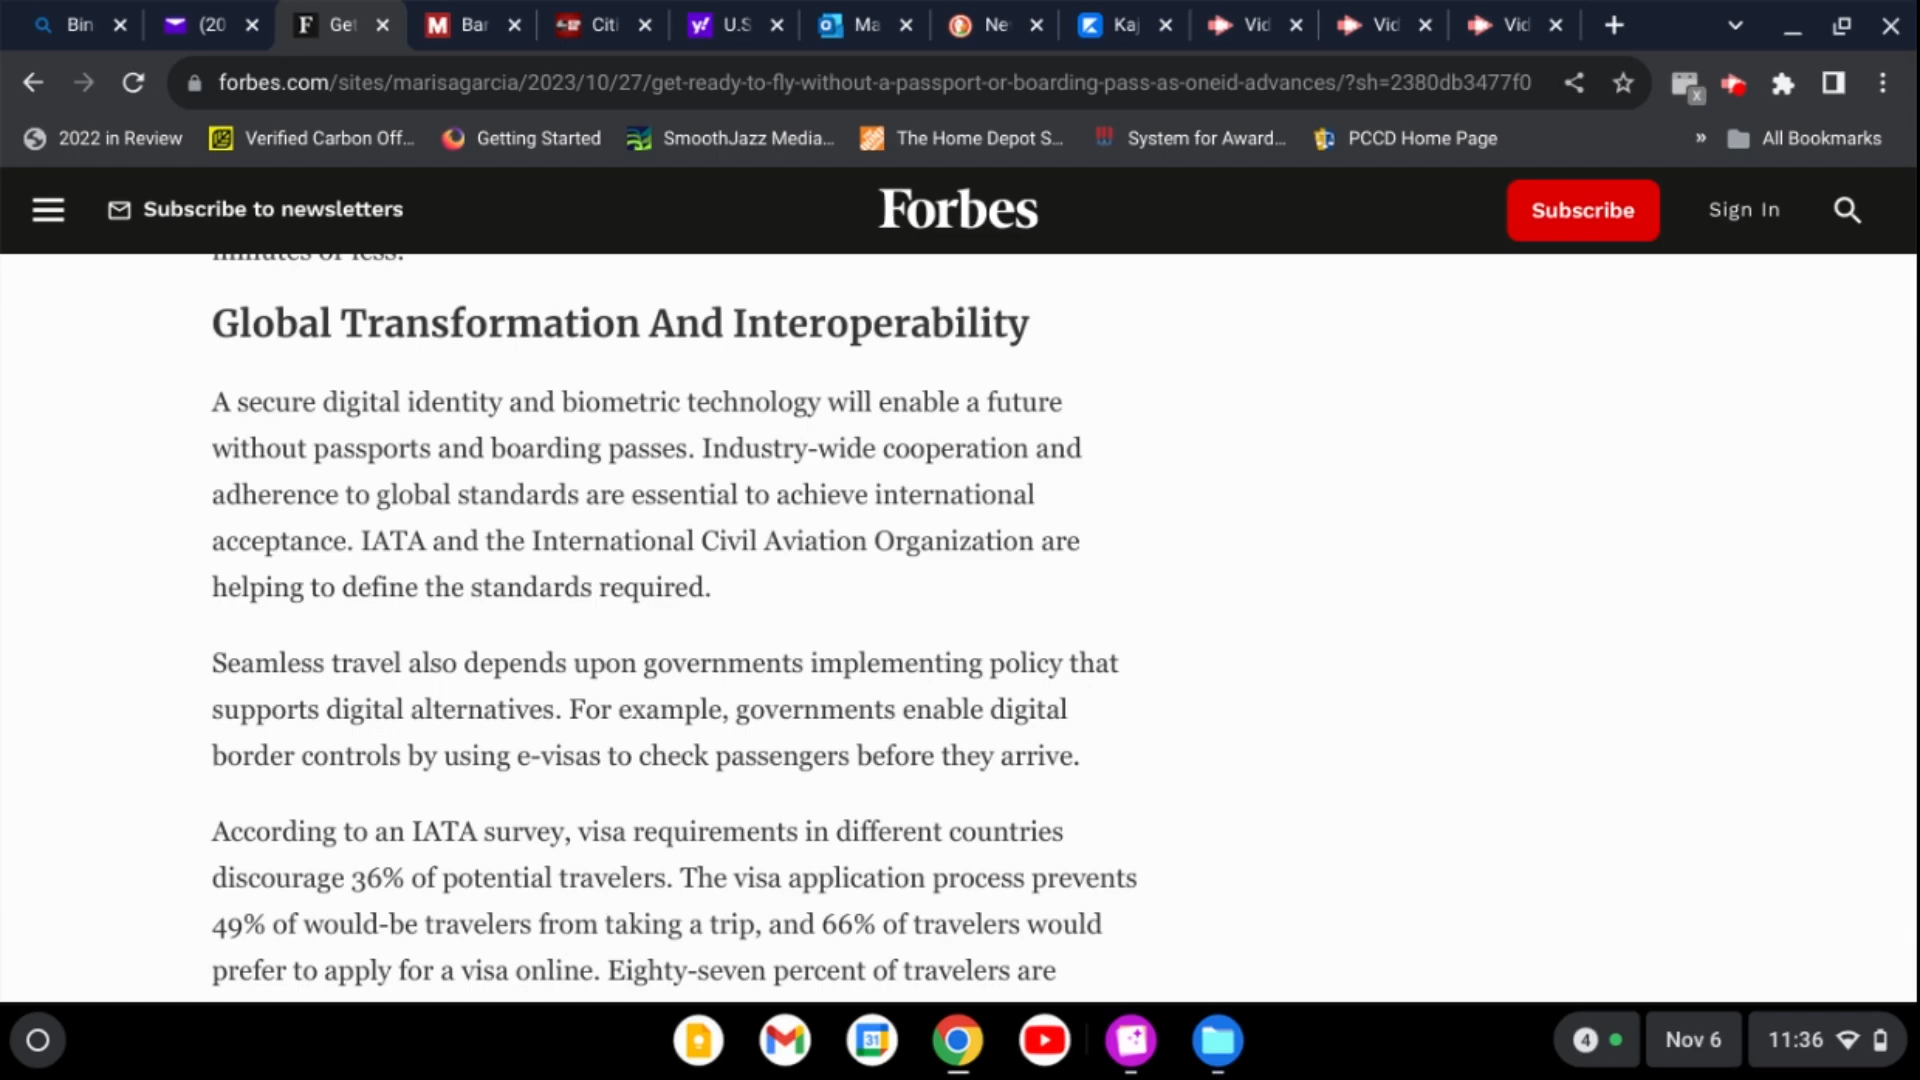 Bin
(20
Get
Bar
Citi
U.S
Ma
Ne
Kaj
Vid
Vid
Vid
forbes.com/sites/marisagarcia/2023/10/27/get-ready-to-fly-without-a-passport-or-boarding-pass-as-oneid-advances/?sh=2380db3477f0
2022 in Review
Verified Carbon Off...
Getting Started
SmoothJazz Media...
The Home Depot S...
System for Award...
PCCD Home Page
» All Bookmarks
Subscribe to newsletters
Forbes
Subscribe
Sign In
minutes or less.
Global Transformation And Interoperability
A secure digital identity and biometric technology will enable a future
without passports and boarding passes. Industry-wide cooperation and
adherence to global standards are essential to achieve international
acceptance. IATA and the International Civil Aviation Organization are
helping to define the standards required.
Seamless travel also depends upon governments implementing policy that
supports digital alternatives. For example, governments enable digital
border controls by using e-visas to check passengers before they arrive.
According to an IATA survey, visa requirements in different countries
discourage 36% of potential travelers. The visa application process prevents
49% of would-be travelers from taking a trip, and 66% of travelers would
prefer to apply for a visa online. Eighty-seven percent of travelers are
31
4
Nov 6
11:36